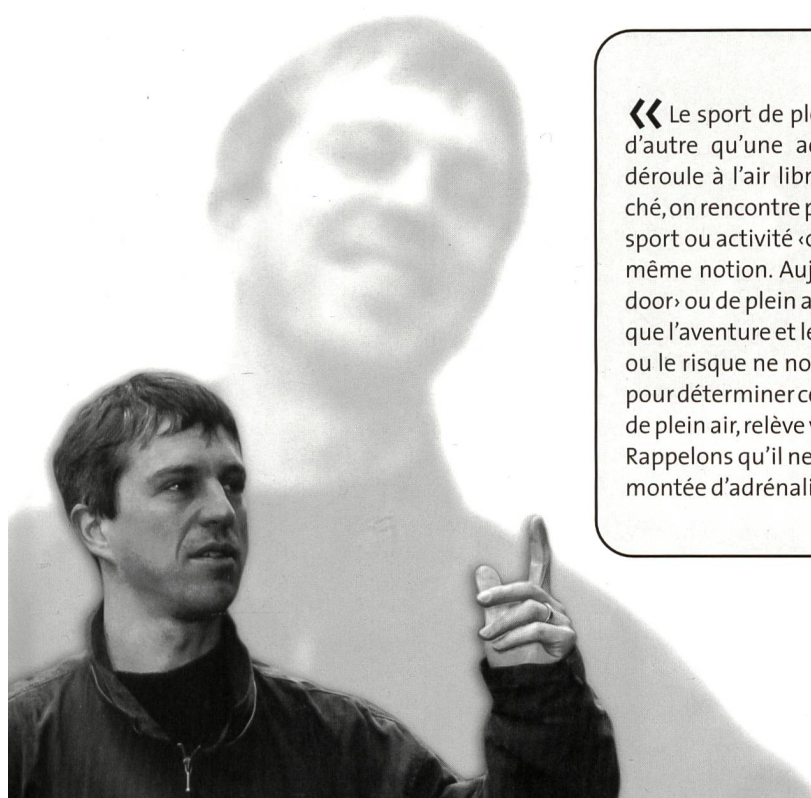 « Le sport de ple
d'autre qu'une ac
déroule à l'air libr
ché, on rencontre p
sport ou activité ‹o
même notion. Auj
door› ou de plein a
que l'aventure et le
ou le risque ne no
pour déterminer ce
de plein air, relève v
Rappelons qu'il ne
montée d'adrénali